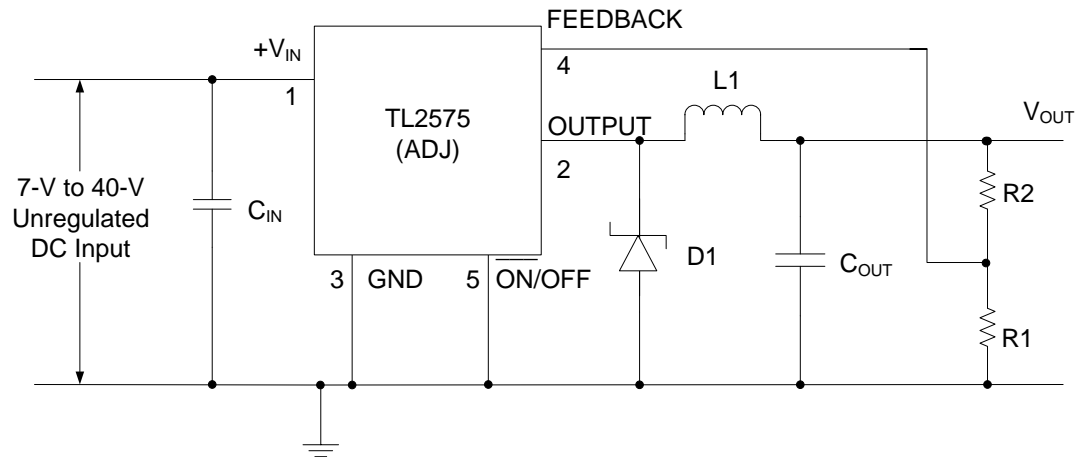 FEEDBACK
+VIN
4
1
TL2575
(ADJ)
L1
VOUT
OUTPUT
2
7-V to 40-V
Unregulated
DC Input
CIN
R2
D1
COUT
3 GND
5 ON/OFF
R1